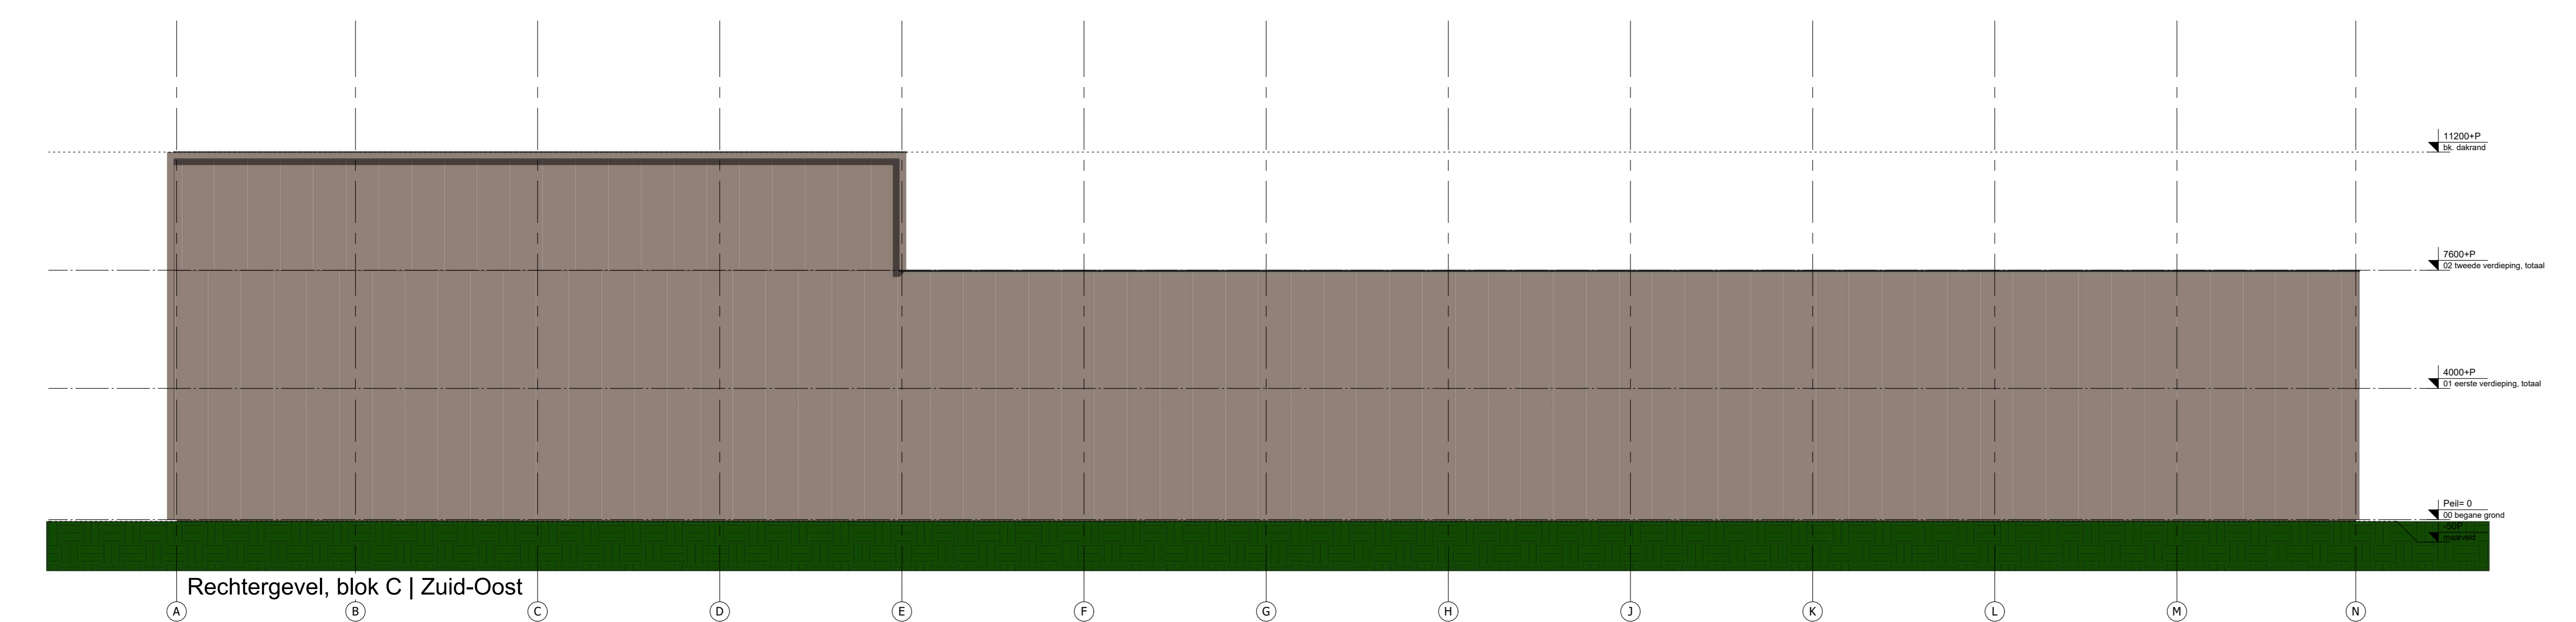 11200+P
bk. dakrand
7600+P
02 tweede verdieping, totaal
4000+P
01 eerste verdieping, totaal
Peil= 0
00 begane grond
-50P
maaiveld
Rechtergevel, blok C | Zuid-Oost
A B C D E F G H J K L M N